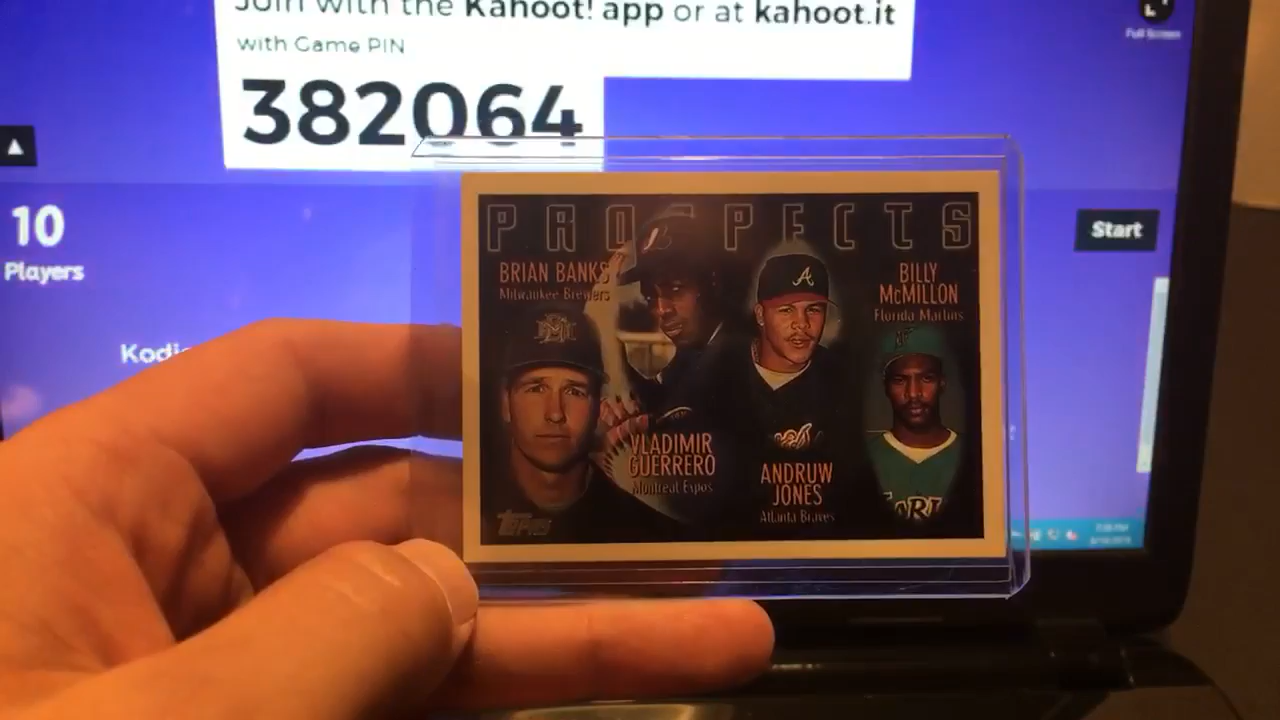 Join with the Kahoot! app or at kahoot.it
with Game PIN
382064
Full Screen
10
Players
Start
Kodi
PROSPECTS
BRIAN BANKS
Milwaukee Brewers
VLADIMIR
GUERRERO
Montreal Expos
A
ANDRUW
JONES
Atlanta Braves
BILLY
McMILLON
Florida Marlins
TOPPS